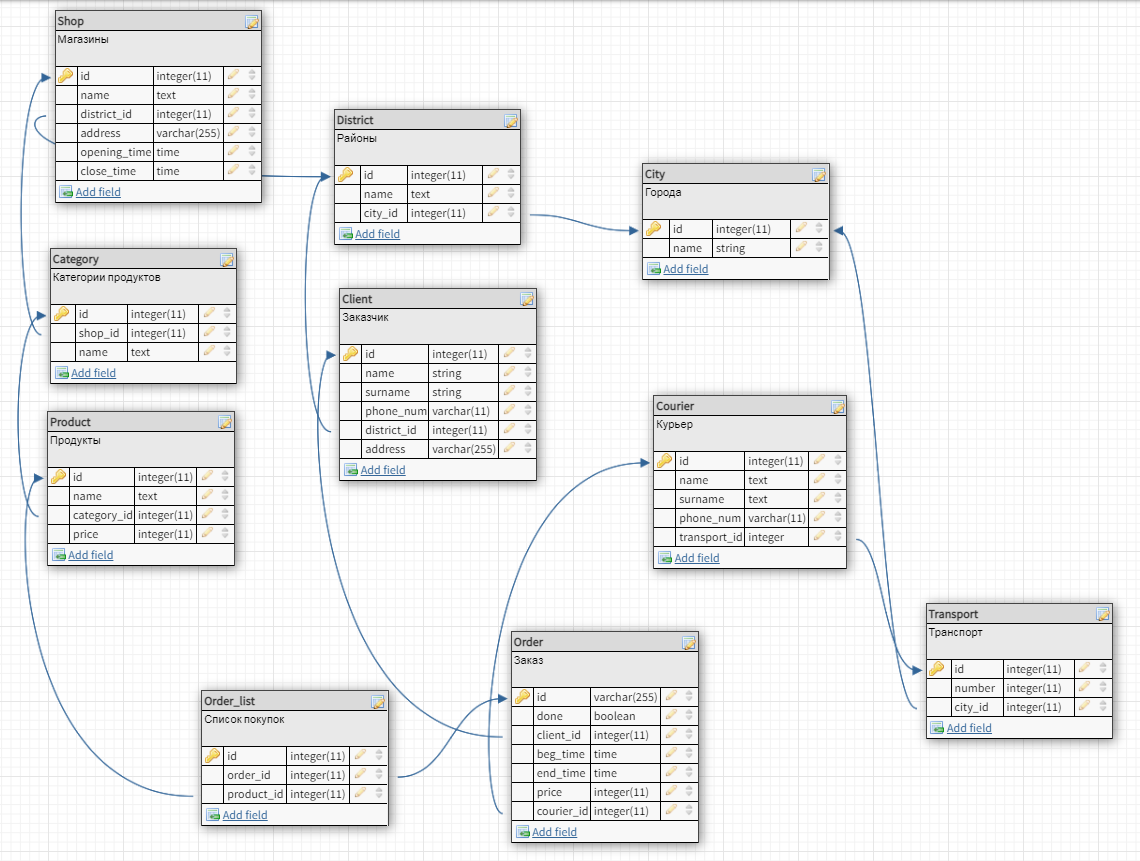 Shop
Магазины
id integer(11)
name text
district_id integer(11)
address varchar(255)
opening_time time
close_time time
Add field
District
Районы
id integer(11)
name text
city_id integer(11)
Add field
City
Города
id integer(11)
name string
Add field
Category
Категории продуктов
id integer(11)
shop_id integer(11)
name text
Add field
Client
Заказчик
id integer(11)
name string
surname string
phone_num varchar(11)
district_id integer(11)
address varchar(255)
Add field
Product
Продукты
id integer(11)
name text
category_id integer(11)
price integer(11)
Add field
Courier
Курьер
id integer(11)
name text
surname text
phone_num varchar(11)
transport_id integer
Add field
Transport
Транспорт
id integer(11)
number integer(11)
city_id integer(11)
Add field
Order
Заказ
id varchar(255)
done boolean
client_id integer(11)
beg_time time
end_time time
price integer(11)
courier_id integer(11)
Add field
Order_list
Список покупок
id integer(11)
order_id integer(11)
product_id integer(11)
Add field